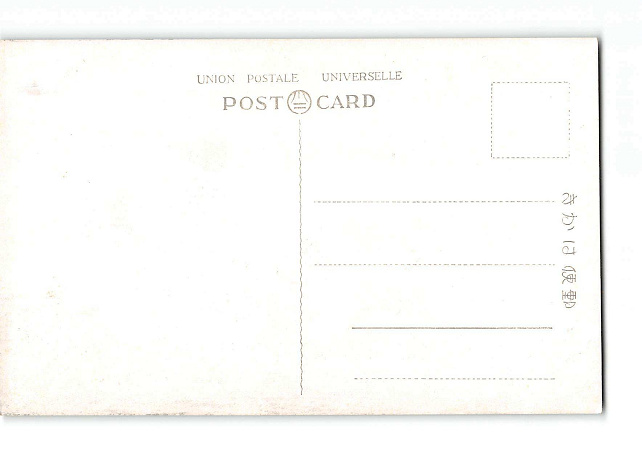 UNION POSTALE UNIVERSELLE
POST CARD
きかは便郵